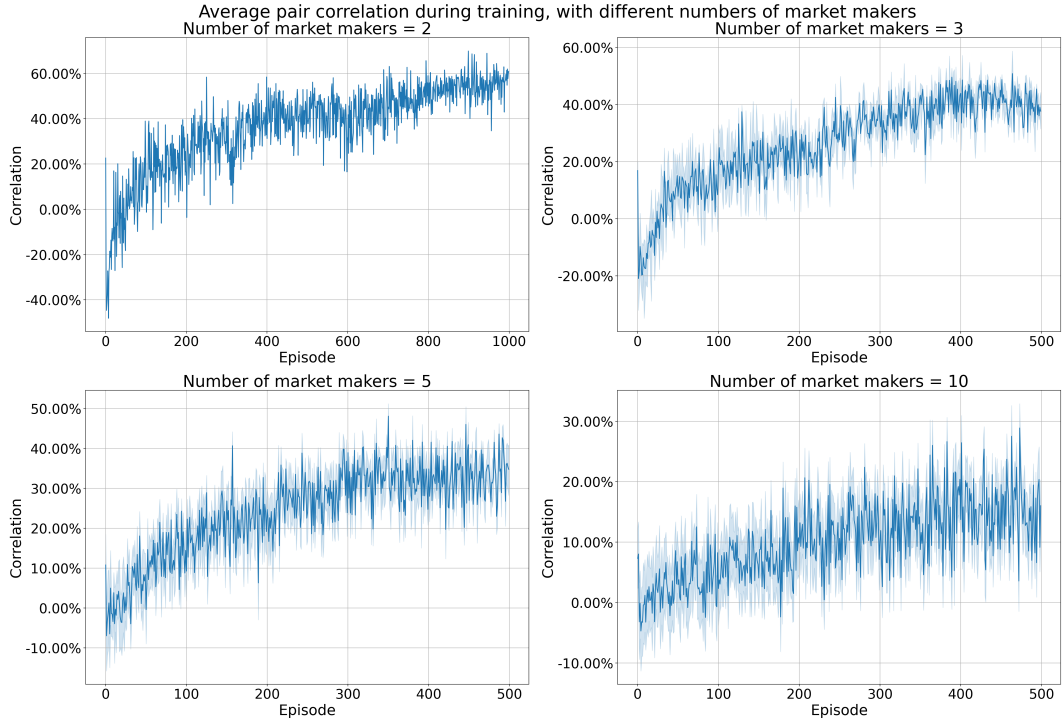 Average pair correlation during training, with different numbers of market makers
Number of market makers = 2
60.00%
40.00%
20.00%
0.00%
-20.00%
-40.00%
Correlation
0 200 400 600 800 1000
Episode
Number of market makers = 3
60.00%
40.00%
20.00%
0.00%
-20.00%
Correlation
0 100 200 300 400 500
Episode
Number of market makers = 5
50.00%
40.00%
30.00%
20.00%
10.00%
0.00%
-10.00%
Correlation
0 100 200 300 400 500
Episode
Number of market makers = 10
30.00%
20.00%
10.00%
0.00%
-10.00%
Correlation
0 100 200 300 400 500
Episode